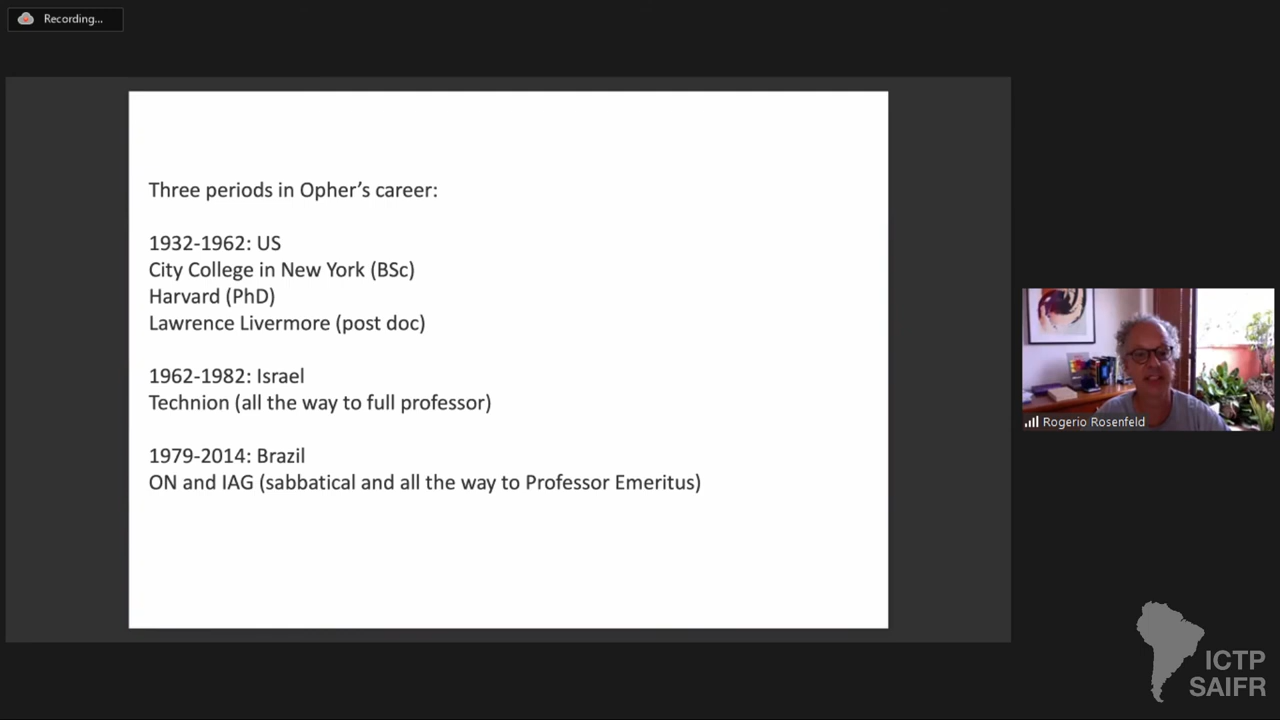 Recording...
Three periods in Opher's career:
1932-1962: US
City College in New York (BSc)
Harvard (PhD)
Lawrence Livermore (post doc)
1962-1982: Israel
Technion (all the way to full professor)
1979-2014: Brazil
ON and IAG (sabbatical and all the way to Professor Emeritus)
Rogerio Rosenfeld
ICTP
SAIFR